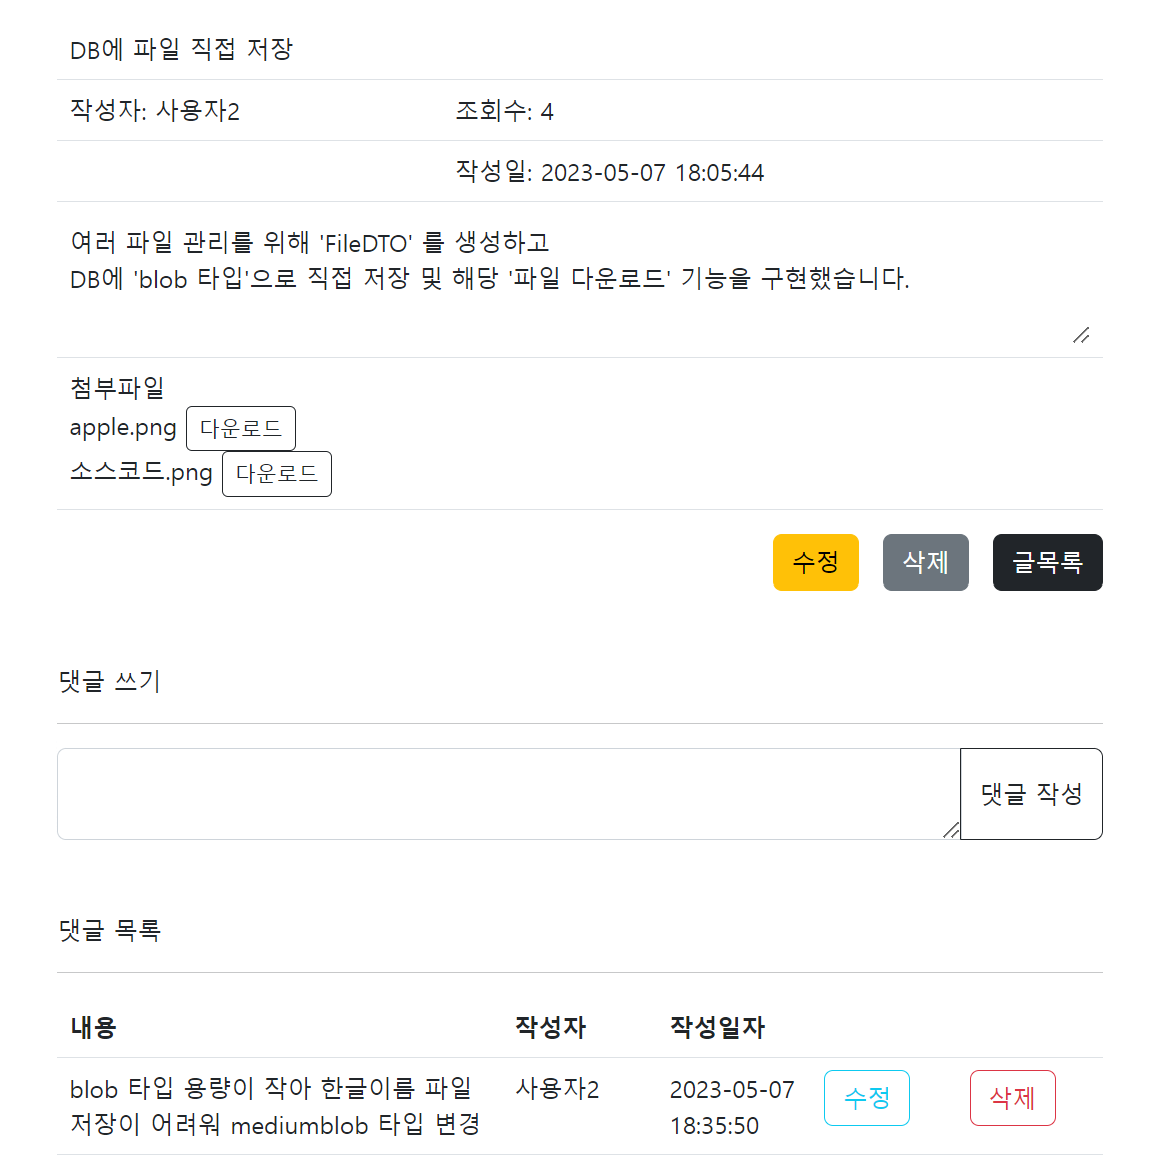 DB에 파일 직접 저장
작성자: 사용자2 조회수: 4
작성일: 2023-05-07 18:05:44
여러 파일 관리를 위해 'FileDTO' 를 생성하고
DB에 'blob 타입'으로 직접 저장 및 해당 '파일 다운로드' 기능을 구현했습니다.
첨부파일
apple.png 다운로드
소스코드.png 다운로드
수정 삭제 글목록
댓글 쓰기
댓글 작성
댓글 목록
내용 작성자 작성일자
blob 타입 용량이 작아 한글이름 파일 사용자2 2023-05-07 수정 삭제
저장이 어려워 mediumblob 타입 변경 18:35:50